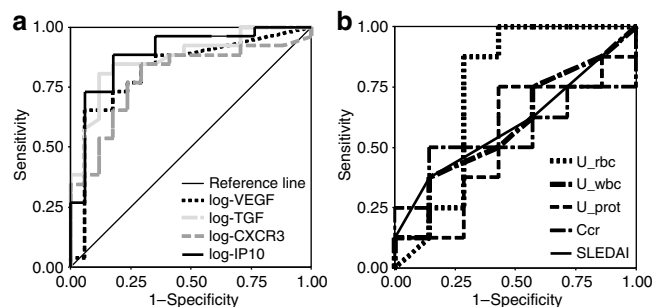 a
Sensitivity
1.00
0.75
0.50
0.25
0.00
0.00 0.25 0.50 0.75 1.00
1−Specificity
Reference line
log-VEGF
log-TGF
log-CXCR3
log-IP10
b
Sensitivity
1.00
0.75
0.50
0.25
0.00
0.00 0.25 0.50 0.75 1.00
1−Specificity
U_rbc
U_wbc
U_prot
Ccr
SLEDAI